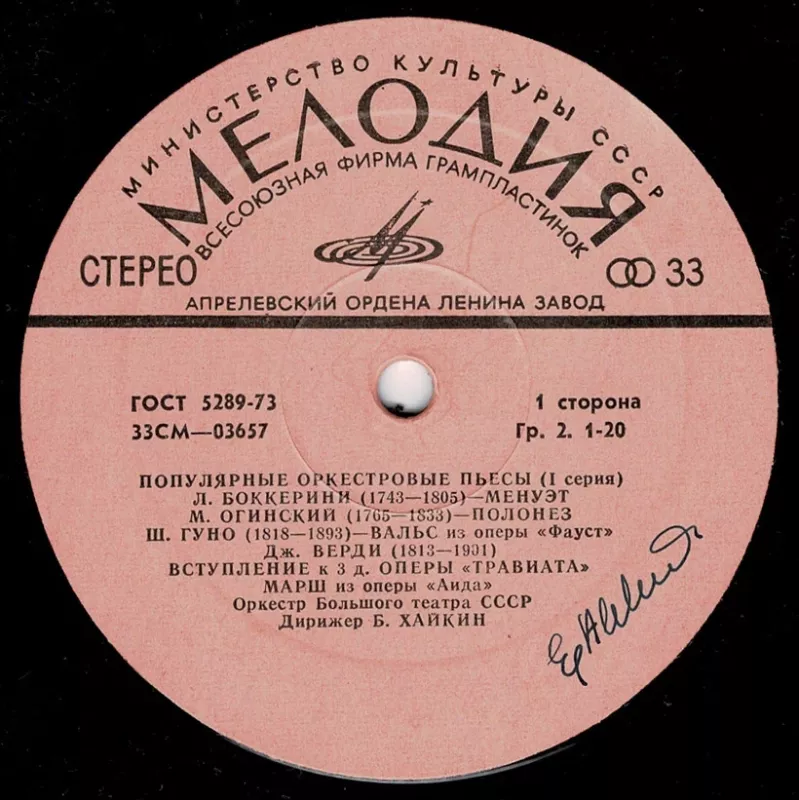 МИНИСТЕРСТВО КУЛЬТУРЫ СССР
МЕЛОДИЯ
ВСЕСОЮЗНАЯ ФИРМА ГРАМПЛАСТИНОК
СТЕРЕО 33
АПРЕЛЕВСКИЙ ОРДЕНА ЛЕНИНА ЗАВОД
ГОСТ 5289-73 1 сторона
33СМ—03657 Гр. 2. 1-20
ПОПУЛЯРНЫЕ ОРКЕСТРОВЫЕ ПЬЕСЫ (I серия)
Л. БОККЕРИНИ (1743—1805)—МЕНУЭТ
М. ОГИНСКИЙ (1765—1833)—ПОЛОНЕЗ
Ш. ГУНО (1818—1893)—ВАЛЬС из оперы «Фауст»
ДЖ. ВЕРДИ (1813—1901)
ВСТУПЛЕНИЕ к 3 д. ОПЕРЫ «ТРАВИАТА»
МАРШ из оперы «Аида»
Оркестр Большого театра СССР
Дирижер Б. ХАЙКИН